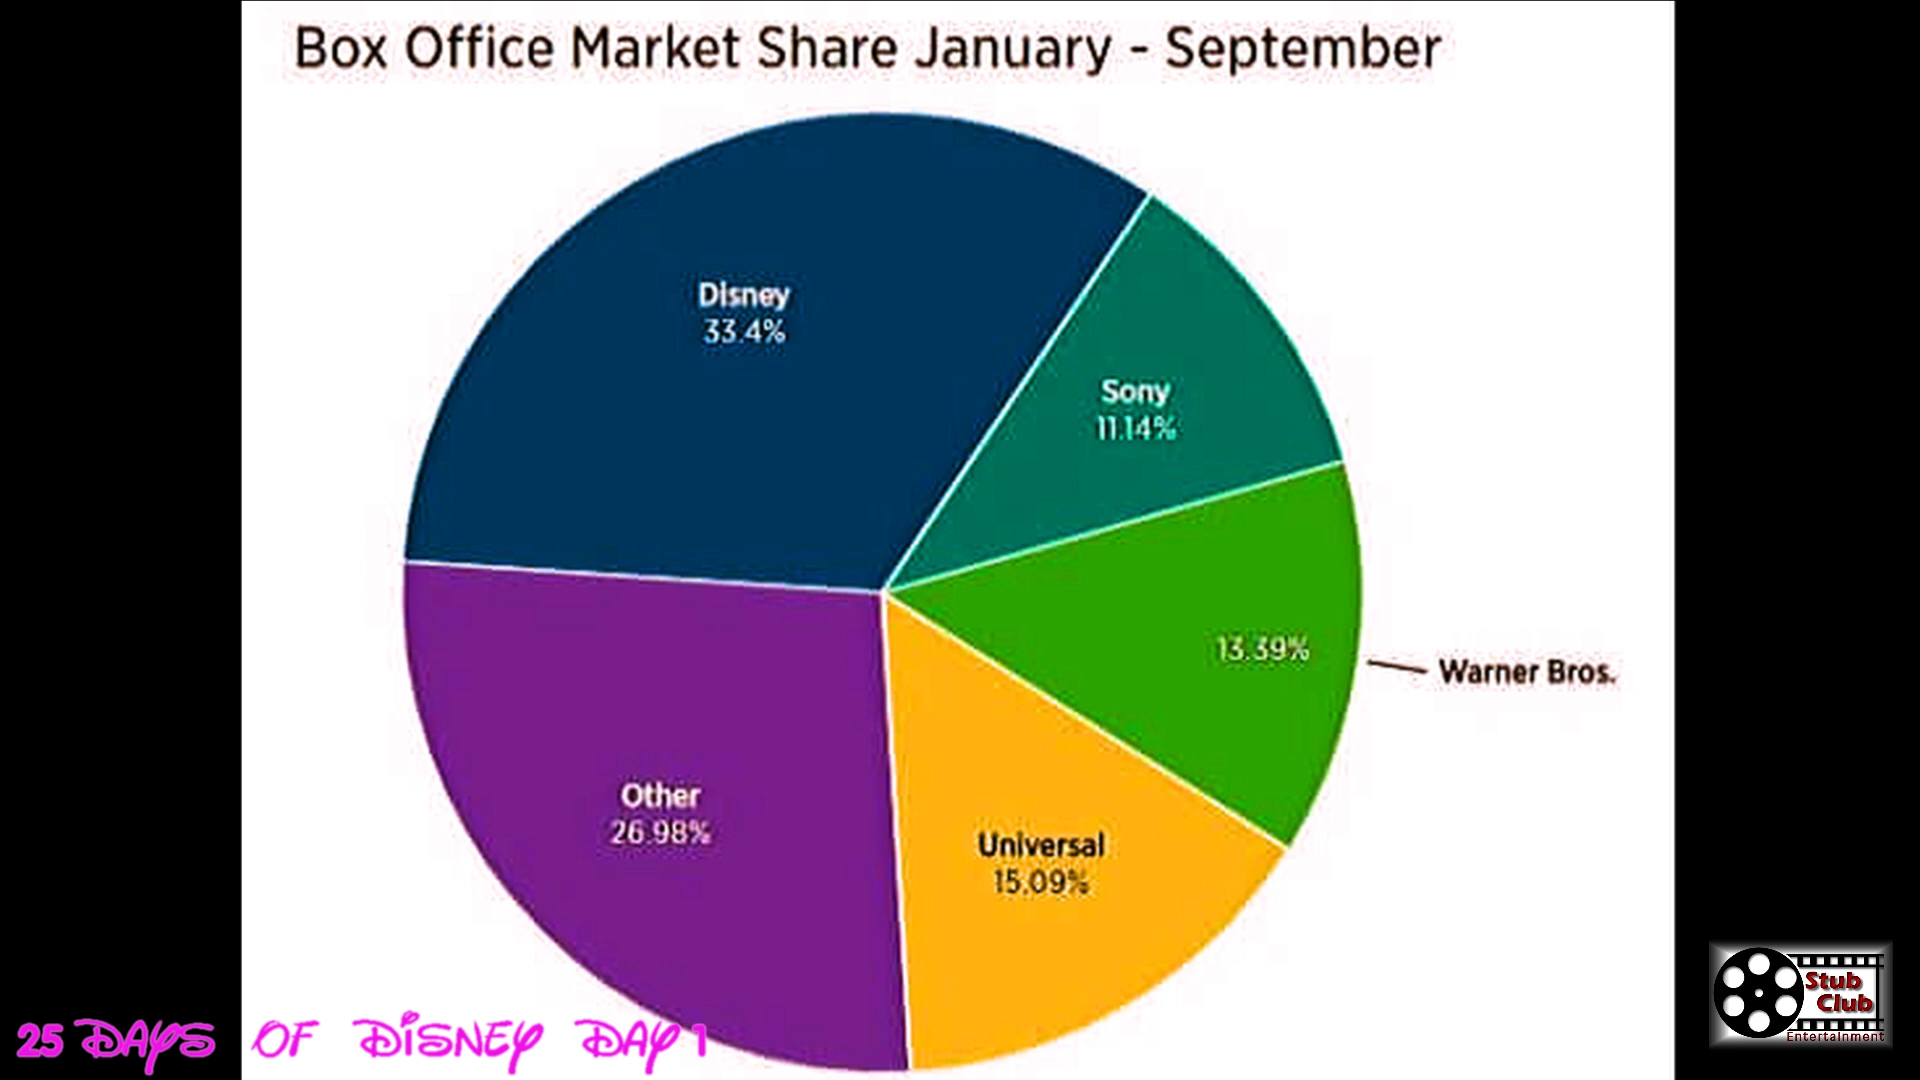 Box Office Market Share January - September
Disney
33.4%
Sony
11.14%
13.39%
Warner Bros.
Other
26.98%
Universal
15.09%
25 DAYS OF DISNEY DAY 1
Stub
Club
Entertainment